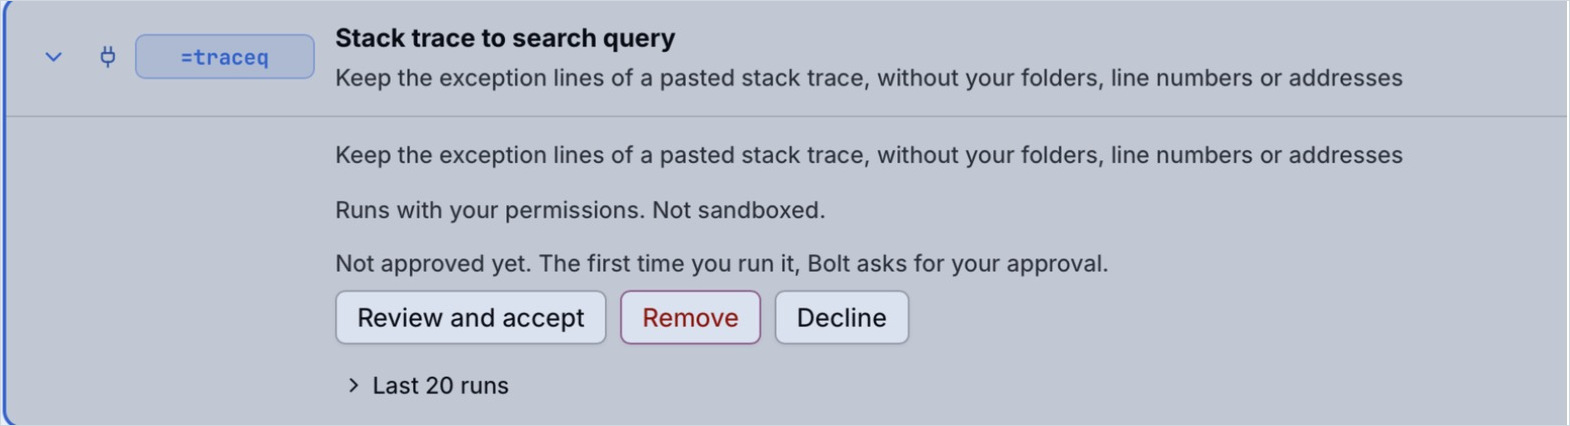 =traceq
Stack trace to search query
Keep the exception lines of a pasted stack trace, without your folders, line numbers or addresses
Keep the exception lines of a pasted stack trace, without your folders, line numbers or addresses
Runs with your permissions. Not sandboxed.
Not approved yet. The first time you run it, Bolt asks for your approval.
Review and accept Remove Decline
Last 20 runs